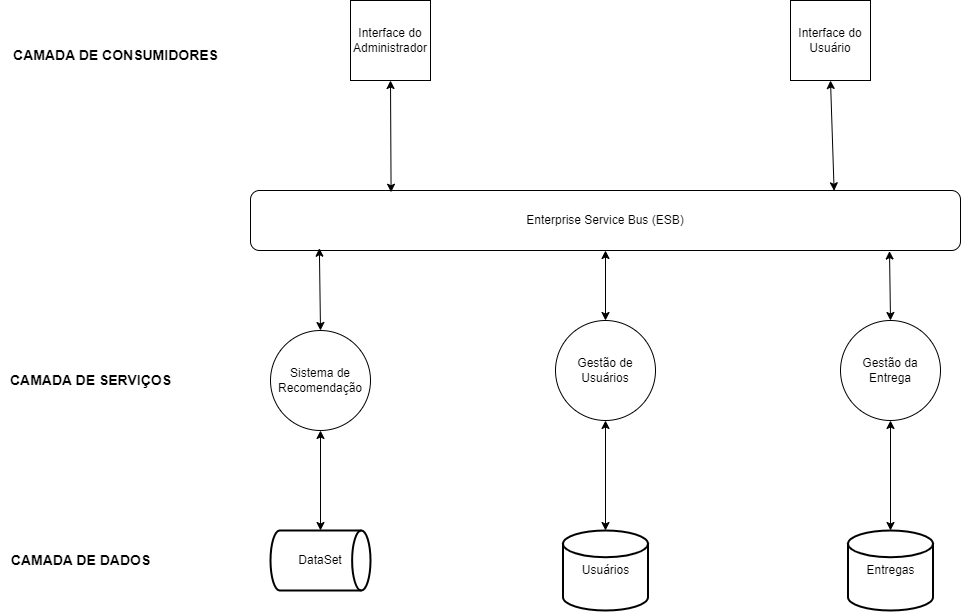 Interface do
Administrador
Interface do
Usuário
CAMADA DE CONSUMIDORES
Enterprise Service Bus (ESB)
Sistema de
Recomendação
Gestão de
Usuários
Gestão da
Entrega
CAMADA DE SERVIÇOS
CAMADA DE DADOS
DataSet
Usuários
Entregas